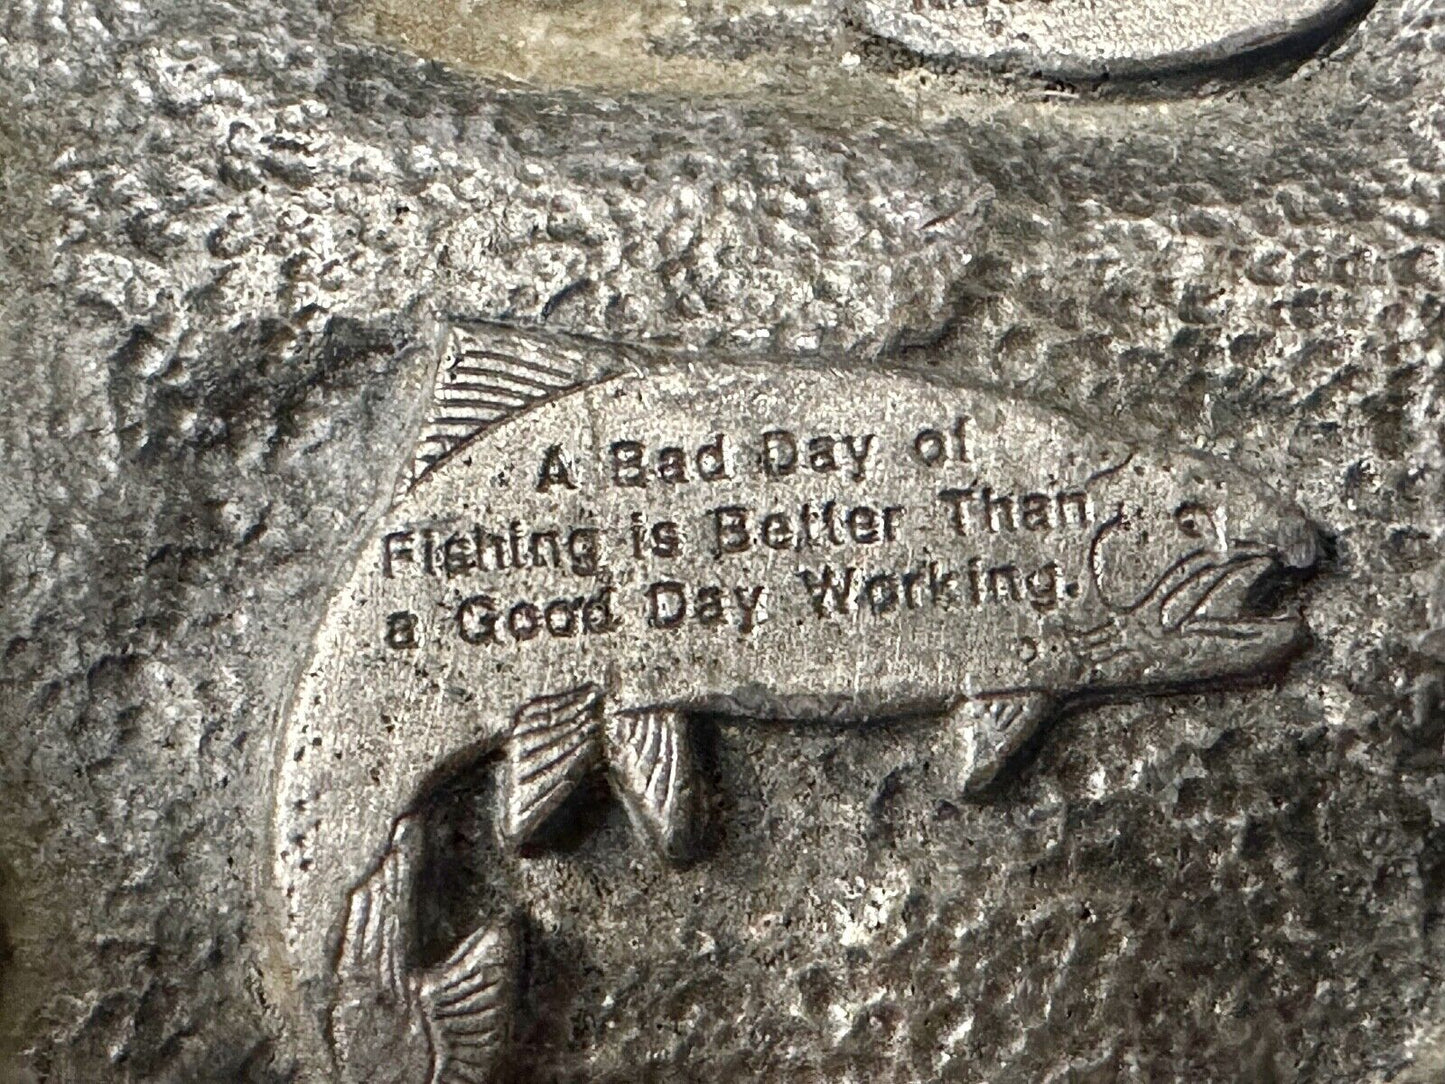 A Bad Day of
Fishing is Better Than
a Good Day Working.